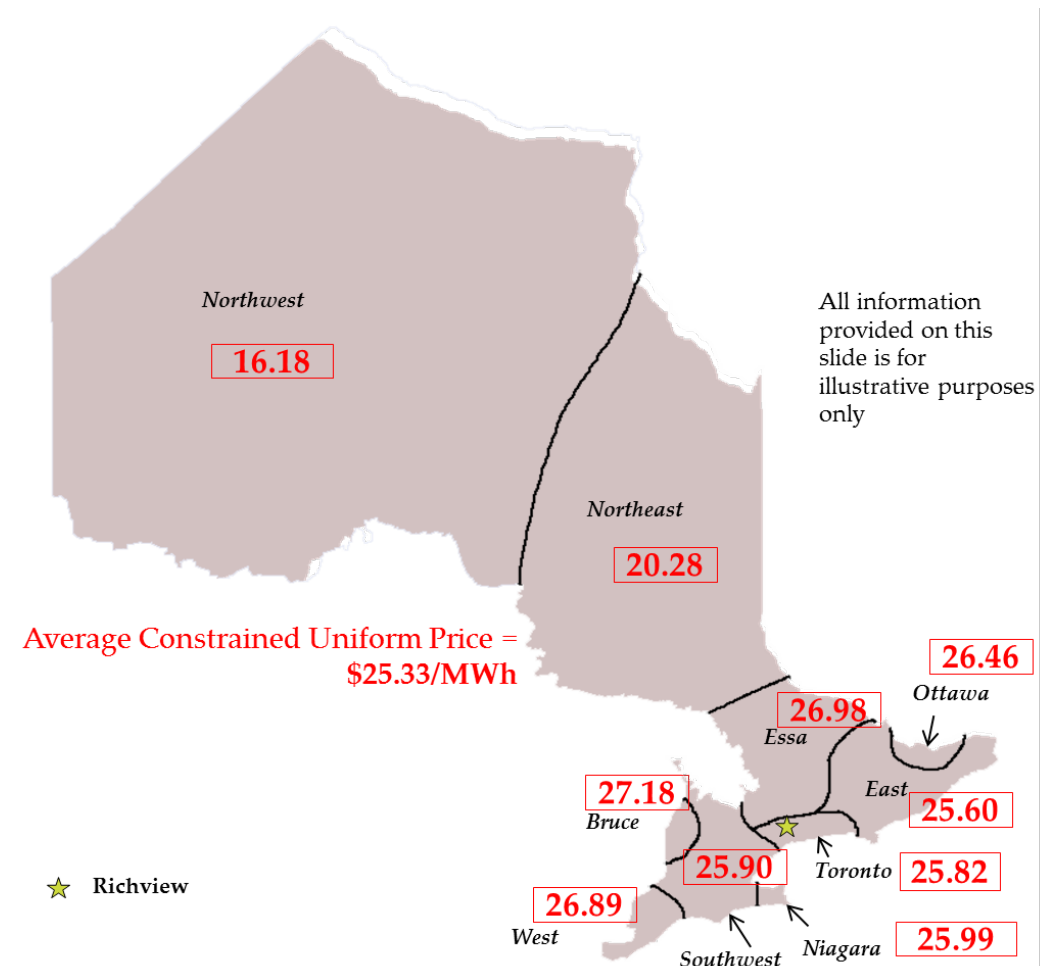 Northwest
16.18
All information
provided on this
slide is for
illustrative purposes
only
Northeast
20.28
Average Constrained Uniform Price =
$25.33/MWh
26.46
Ottawa
26.98
Essa
27.18
Bruce
East
25.60
25.90
Toronto
25.82
Richview
26.89
West
Southwest
Niagara
25.99